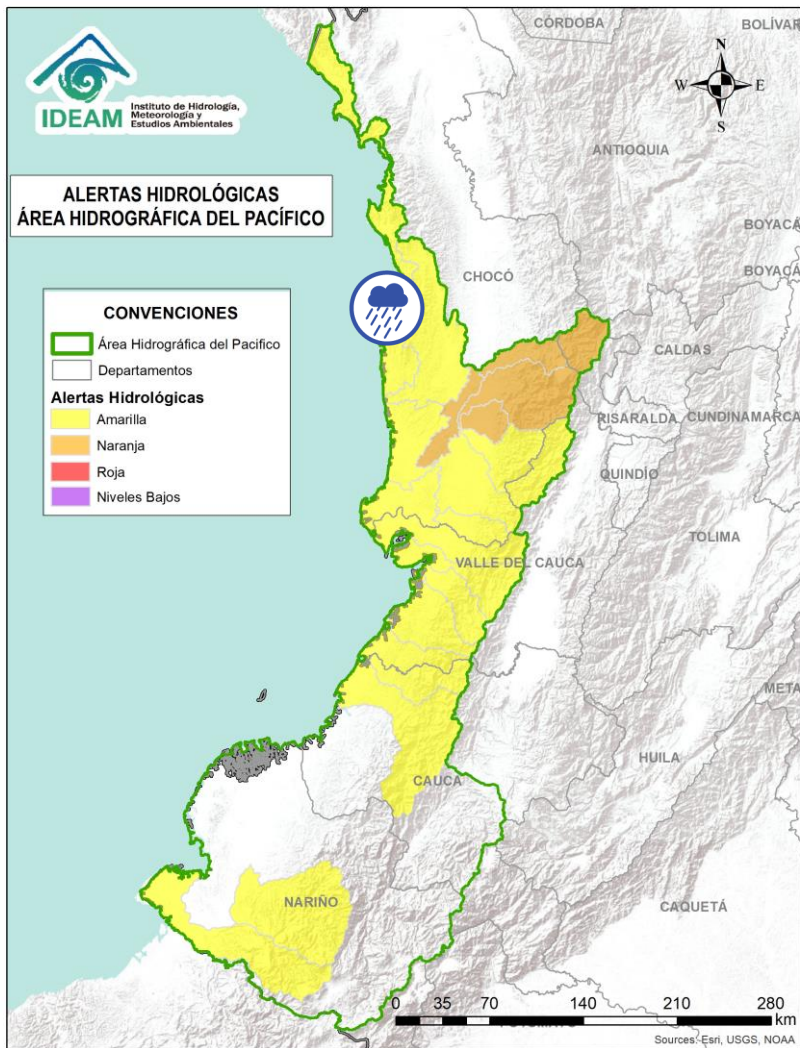 IDEAM
Instituto de Hidrología,
Meteorología y
Estudios Ambientales
ALERTAS HIDROLÓGICAS
ÁREA HIDROGRÁFICA DEL PACÍFICO
CONVENCIONES
Área Hidrográfica del Pacifico
Departamentos
Alertas Hidrológicas
Amarilla
Naranja
Roja
Niveles Bajos
N
W
E
S
CÓRDOBA
BOLÍVAR
ANTIOQUIA
BOYACÁ
CHOCÓ
BOYACÁ
CALDAS
RISARALDA
CUNDINAMARCA
QUINDÍO
TOLIMA
VALLE DEL CAUCA
META
HUILA
CAUCA
NARIÑO
CAQUETÁ
0 35 70 140 210 280
km
Sources: Esri, USGS, NOAA